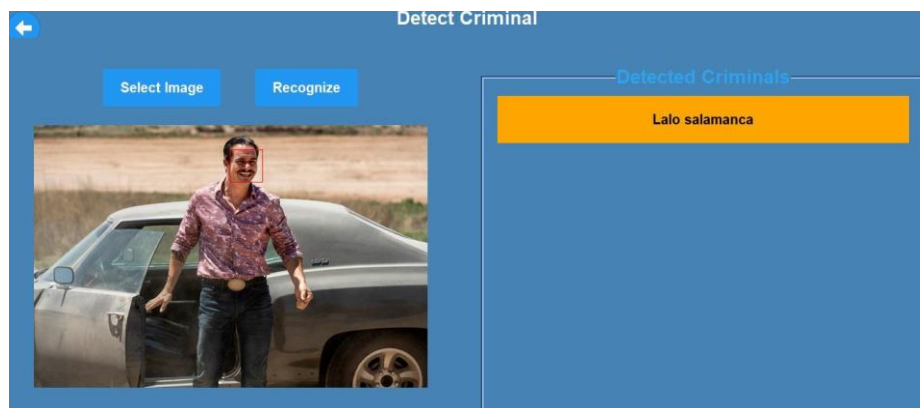 Detect Criminal
Select Image
Recognize
Detected Criminals
Lalo salamanca